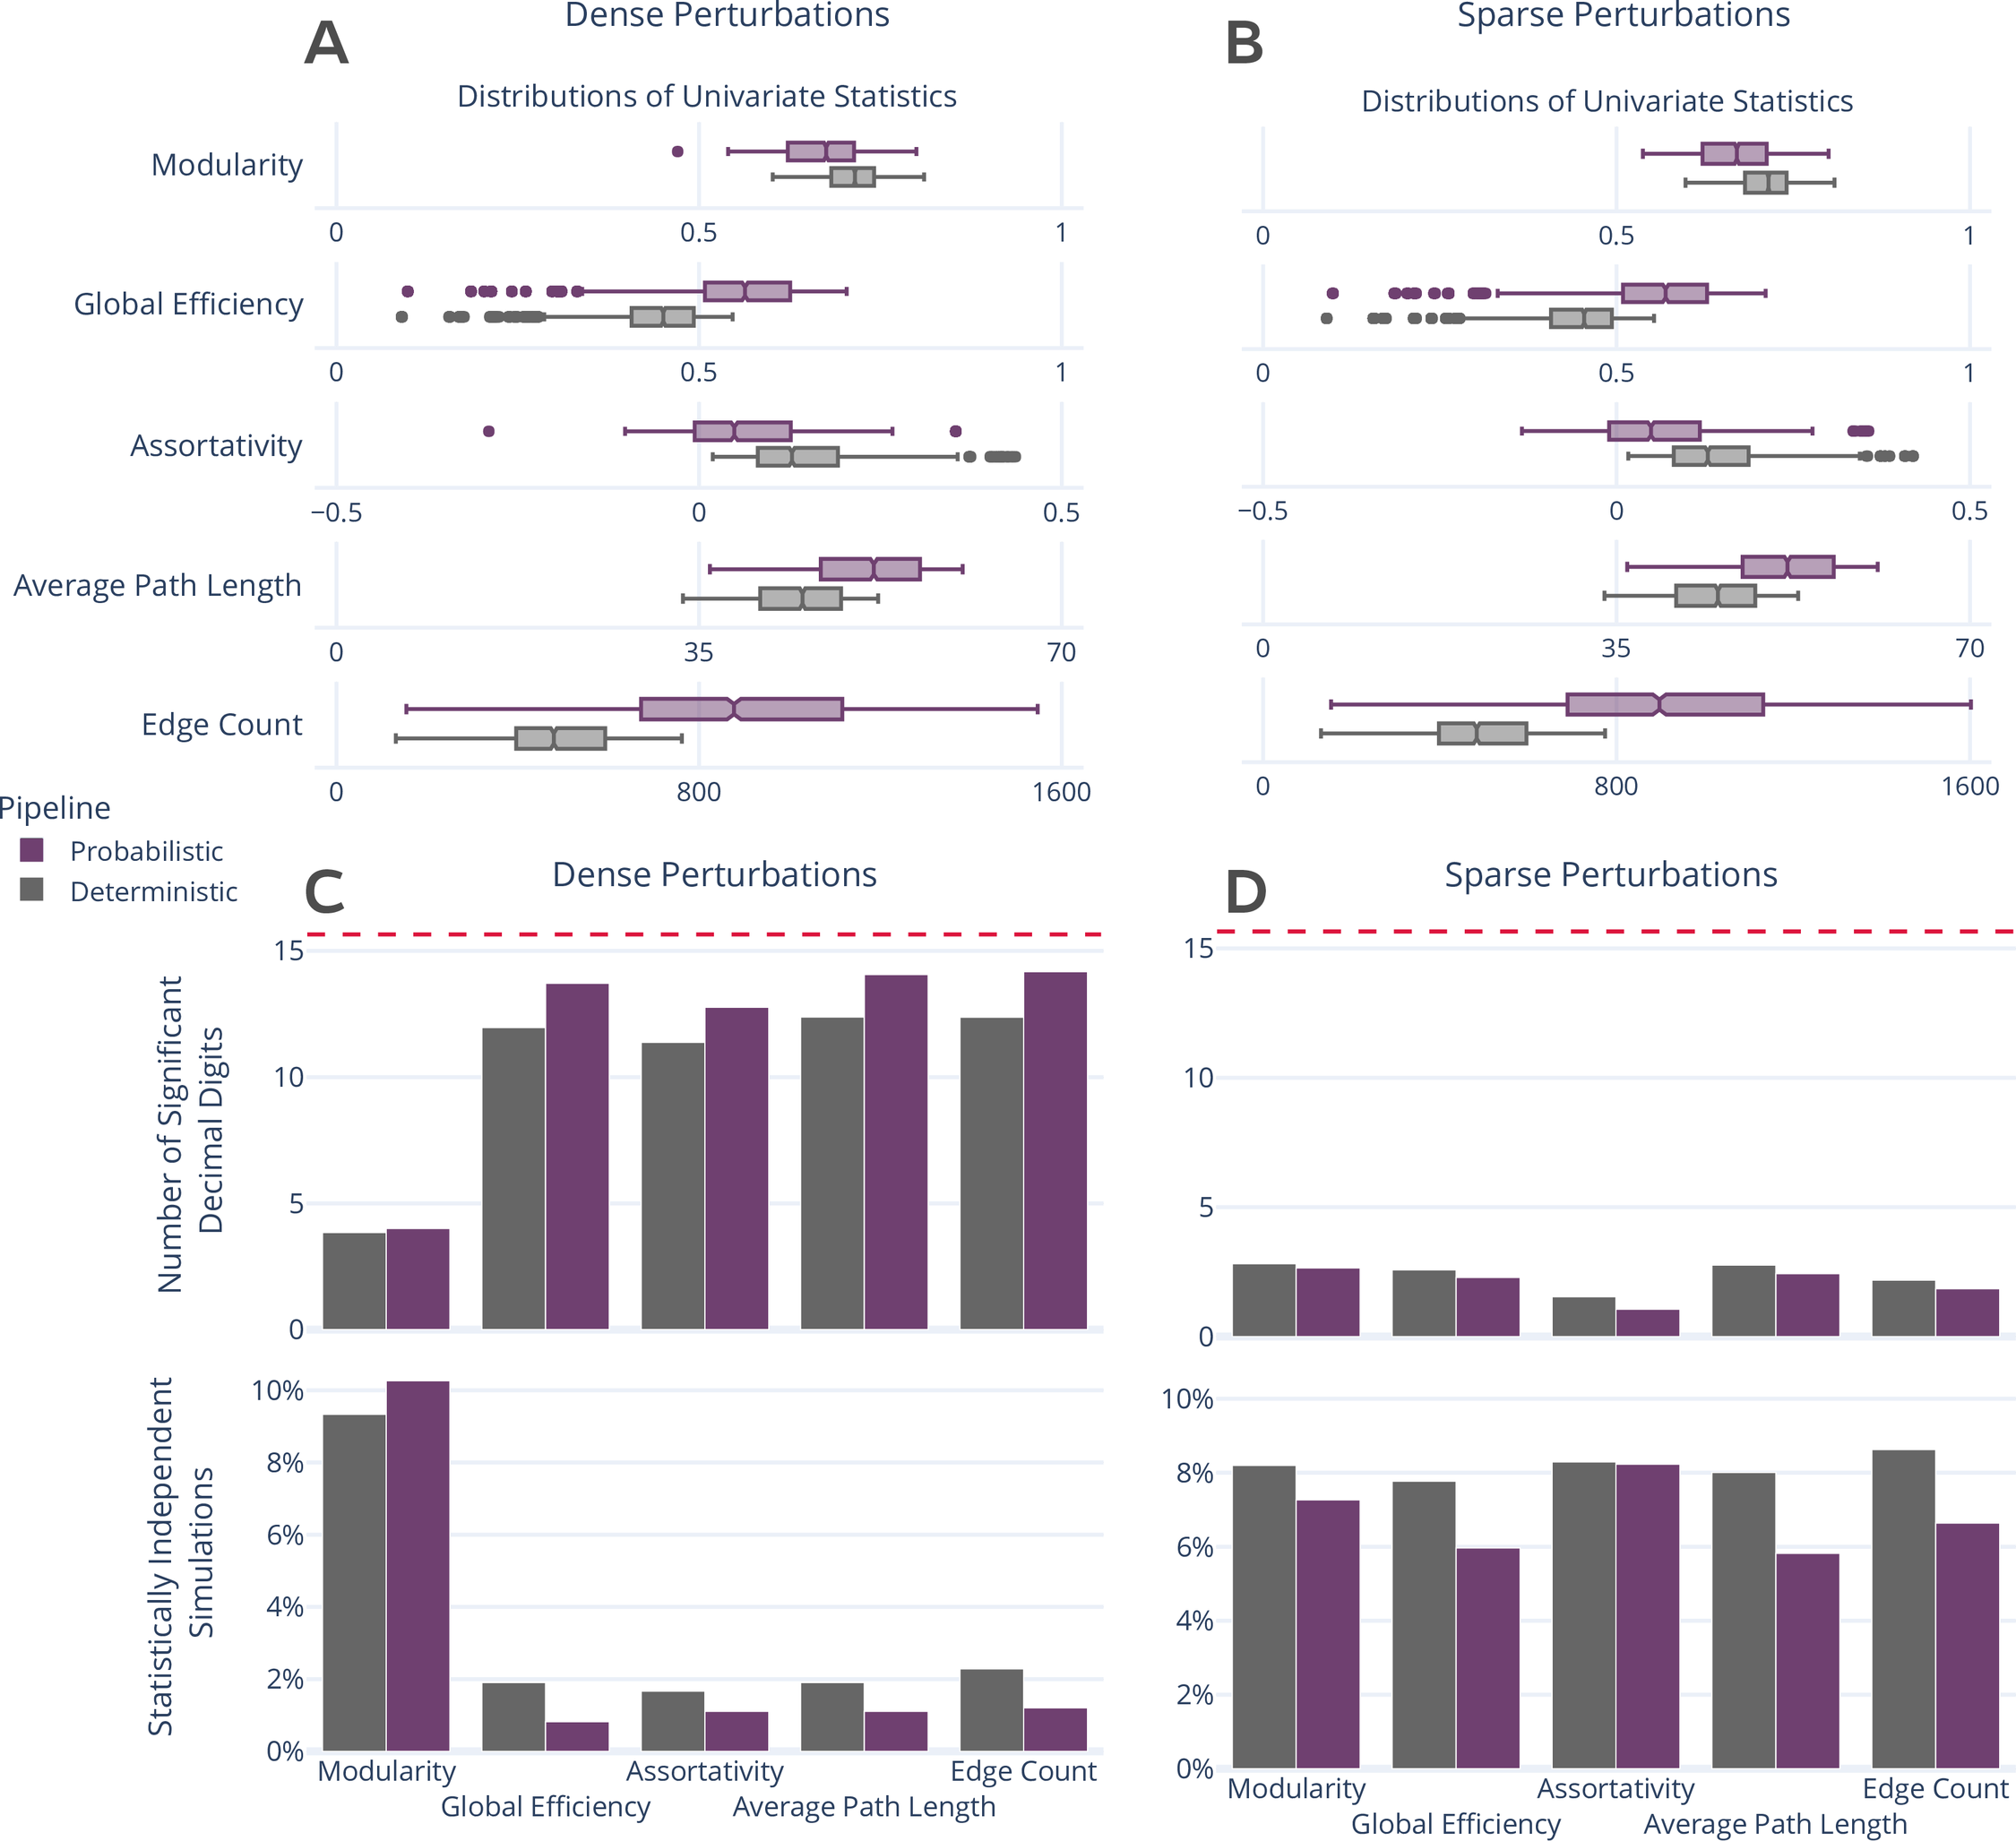 A
Dense Perturbations
Distributions of Univariate Statistics
Modularity
0 0.5 1
Global Efficiency
0 0.5 1
Assortativity
−0.5 0 0.5
Average Path Length
0 35 70
Edge Count
0 800 1600
B
Sparse Perturbations
Distributions of Univariate Statistics
0 0.5 1
0 0.5 1
−0.5 0 0.5
0 35 70
0 800 1600
Pipeline
Probabilistic
Deterministic
C
Dense Perturbations
Number of Significant
Decimal Digits
15
10
5
0
Statistically Independent
Simulations
10%
8%
6%
4%
2%
0%
Modularity Assortativity Edge Count
Global Efficiency Average Path Length
D
Sparse Perturbations
15
10
5
0
10%
8%
6%
4%
2%
0%
Modularity Assortativity Edge Count
Global Efficiency Average Path Length